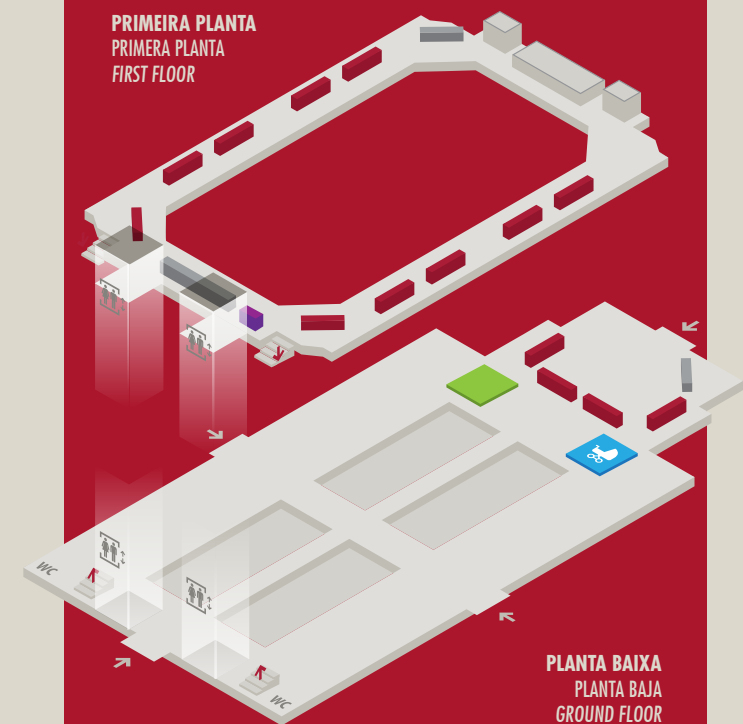 PRIMEIRA PLANTA
PRIMERA PLANTA
FIRST FLOOR
WC
WC
PLANTA BAIXA
PLANTA BAJA
GROUND FLOOR